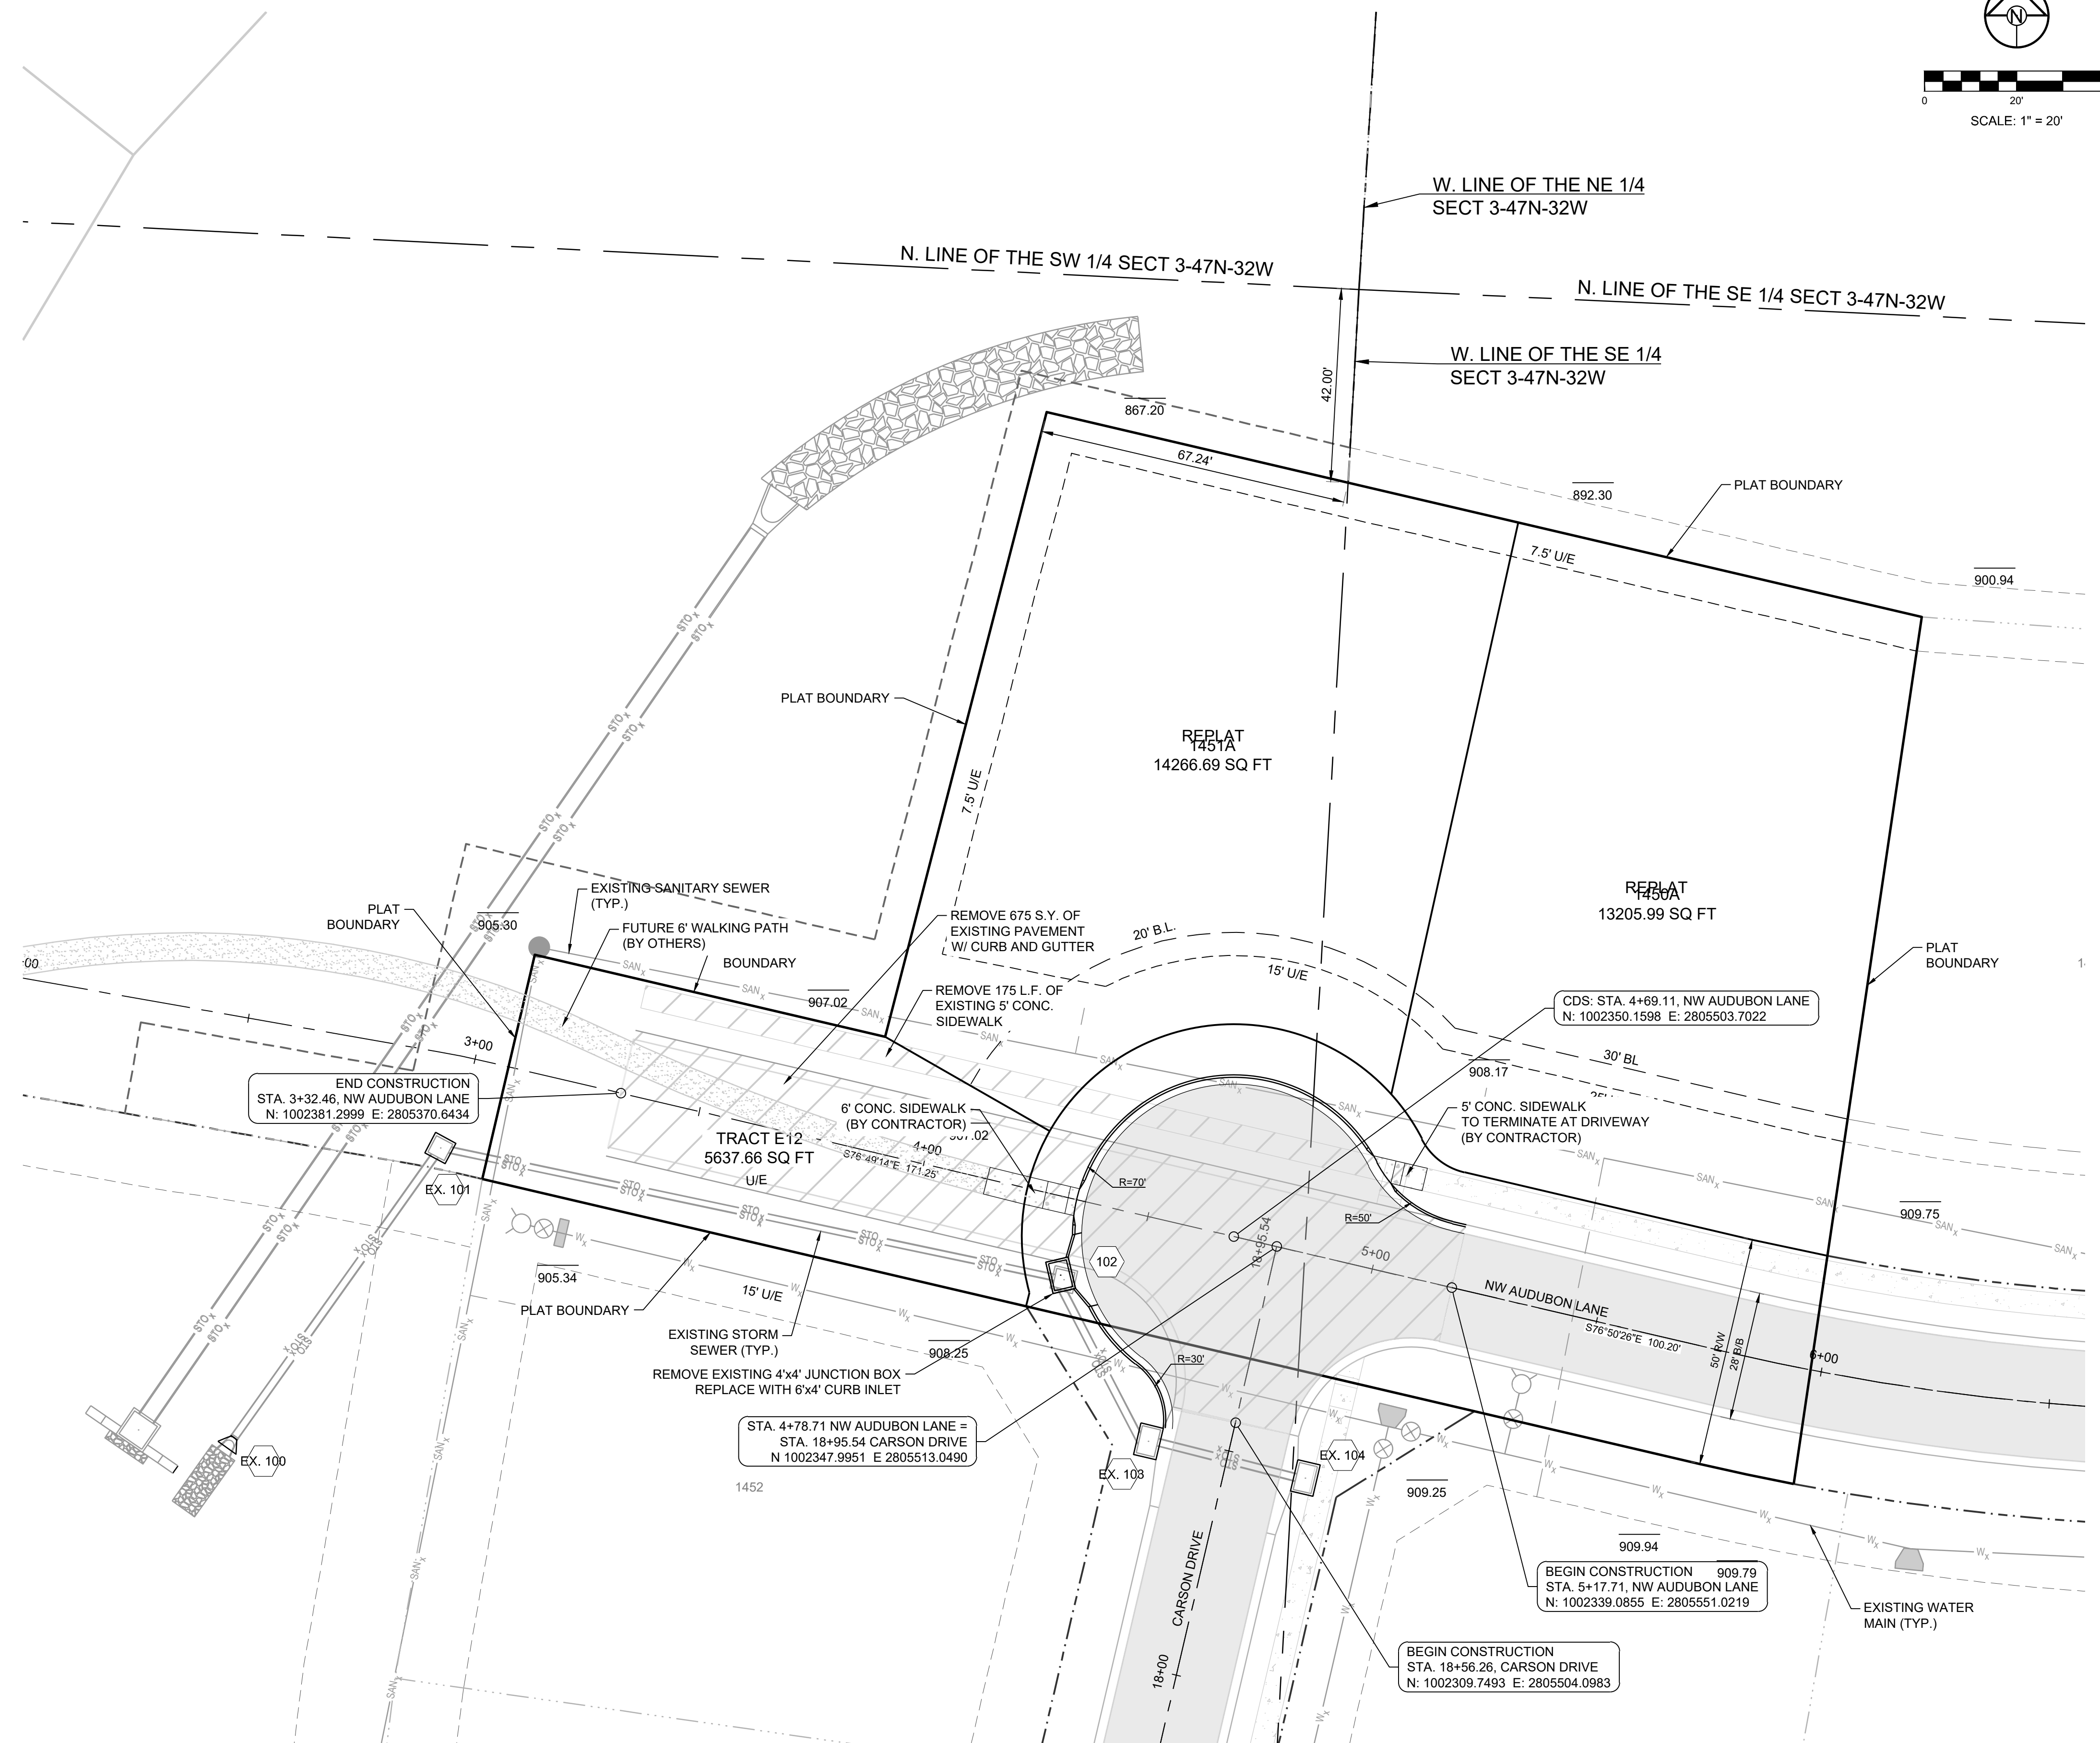 N
0
20'
SCALE: 1" = 20'
W. LINE OF THE NE 1/4
SECT 3-47N-32W
N. LINE OF THE SW 1/4 SECT 3-47N-32W
N. LINE OF THE SE 1/4 SECT 3-47N-32W
W. LINE OF THE SE 1/4
SECT 3-47N-32W
42.00'
867.20
67.24'
892.30
PLAT BOUNDARY
7.5' U/E
900.94
PLAT BOUNDARY
7.5' U/E
REPLAT
1451A
14266.69 SQ FT
REPLAT
1450A
13205.99 SQ FT
EXISTING SANITARY SEWER
(TYP.)
PLAT
BOUNDARY
905.30
FUTURE 6' WALKING PATH
(BY OTHERS)
BOUNDARY
907.02
REMOVE 675 S.Y. OF
EXISTING PAVEMENT
W/ CURB AND GUTTER
REMOVE 175 L.F. OF
EXISTING 5' CONC.
SIDEWALK
20' B.L.
15' U/E
PLAT
BOUNDARY
CDS: STA. 4+69.11, NW AUDUBON LANE
N: 1002350.1598 E: 2805503.7022
30' BL
908.17
3+00
END CONSTRUCTION
STA. 3+32.46, NW AUDUBON LANE
N: 1002381.2999 E: 2805370.6434
6' CONC. SIDEWALK
(BY CONTRACTOR)
5' CONC. SIDEWALK
TO TERMINATE AT DRIVEWAY
(BY CONTRACTOR)
TRACT E12
5637.66 SQ FT
U/E
4+00
S76°49'14"E 171.25'
R=70'
R=50'
EX. 101
102
18+95.54
5+00
909.75
905.34
15' U/E
PLAT BOUNDARY
EXISTING STORM
SEWER (TYP.)
908.25
REMOVE EXISTING 4'x4' JUNCTION BOX
REPLACE WITH 6'x4' CURB INLET
R=30'
NW AUDUBON LANE
S76°50'26"E 100.20'
50' R/W
28' B/B
6+00
STA. 4+78.71 NW AUDUBON LANE =
STA. 18+95.54 CARSON DRIVE
N 1002347.9951 E 2805513.0490
EX. 100
EX. 103
EX. 104
1452
909.25
909.94
BEGIN CONSTRUCTION
909.79
STA. 5+17.71, NW AUDUBON LANE
N: 1002339.0855 E: 2805551.0219
CARSON DRIVE
18+00
EXISTING WATER
MAIN (TYP.)
BEGIN CONSTRUCTION
STA. 18+56.26, CARSON DRIVE
N: 1002309.7493 E: 2805504.0983